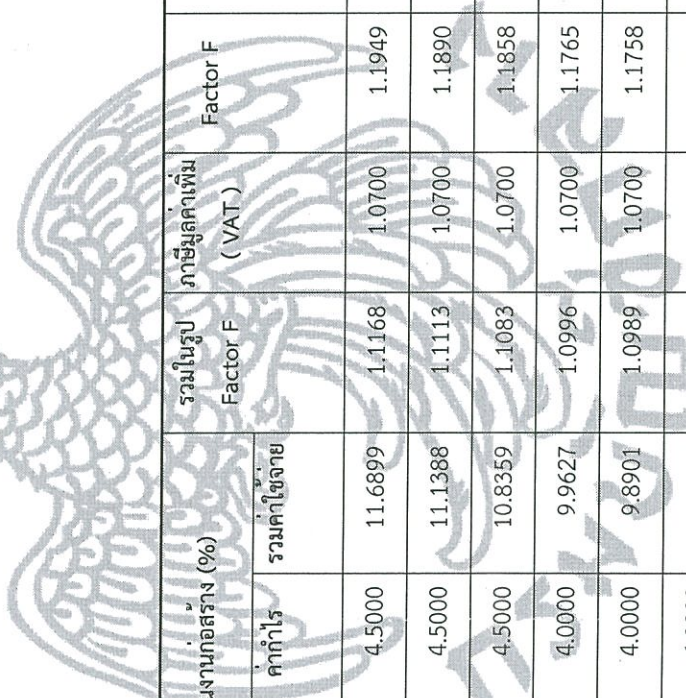 นงานก่อสร้าง (%) รวมในรูป ภาษีมูลค่าเพิ่ม Factor F
ค่ากำไร รวมค่าใช้จ่าย Factor F ( VAT )
4.5000 11.6899 1.1168 1.0700 1.1949
4.5000 11.1388 1.1113 1.0700 1.1890
4.5000 10.8359 1.1083 1.0700 1.1858
4.0000 9.9627 1.0996 1.0700 1.1765
4.0000 9.8901 1.0989 1.0700 1.1758